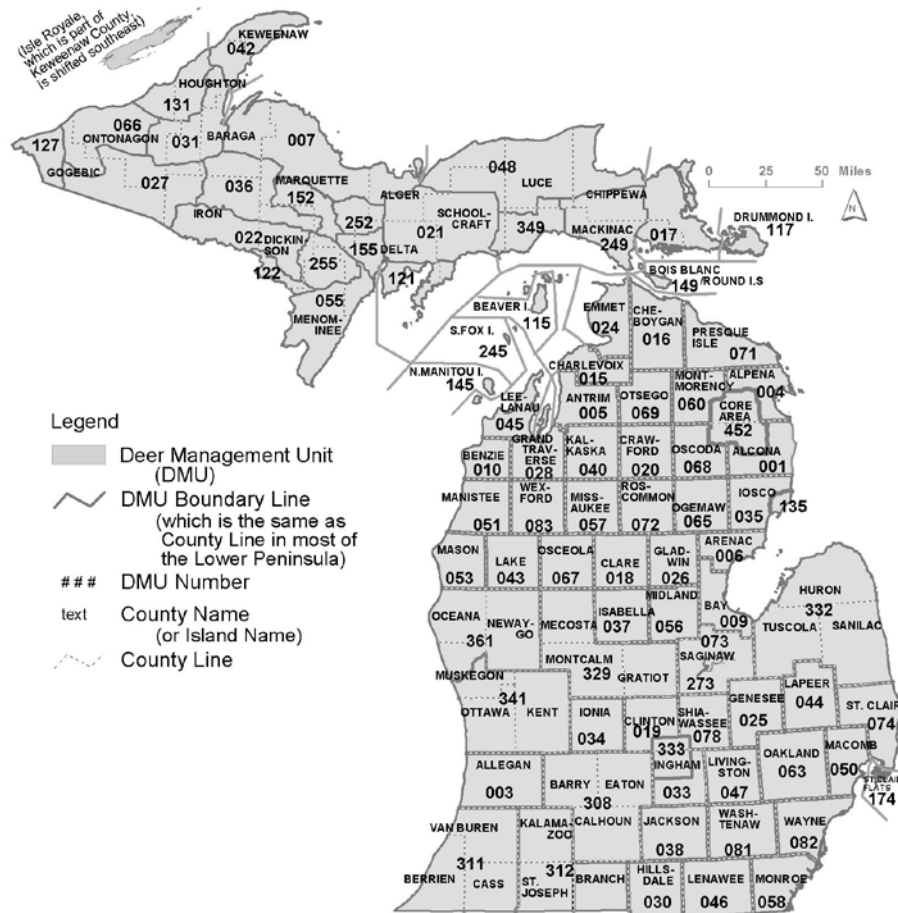 (Isle Royale,
which is part of
Keweenaw County,
is shifted southeast)
KEWEENAW
042
HOUGHTON
131
066
ONTONAGON
031
BARAGA
007
127
GOGEBIC
027
036
MARQUETTE
152
ALGER
048
LUCE
CHIPPEWA
0 25 50 Miles
N
IRON
022
DICKIN-
SON
252
155
DELTA
SCHOOL-
CRAFT
021
349
MACKINAC
249
017
DRUMMOND I.
117
122
255
121
BOIS BLANC
/ROUND I.S
149
055
MENOM-
INEE
BEAVER I.
115
S.FOX I.
245
N.MANITOU I.
145
EMMET
024
CHE-
BOYGAN
016
PRESQUE
ISLE
071
CHARLEVOIX
015
LEE-
LANAU
045
ANTRIM
005
OTSEGO
069
MONT-
MORENCY
060
ALPENA
004
CORE
AREA
452
BENZIE
010
GRAND
TRAV-
ERSE
028
KAL-
KASKA
040
CRAW-
FORD
020
OSCODA
068
ALCONA
001
MANISTEE
051
WEX-
FORD
083
MISS-
AUKEE
057
ROS-
COMMON
072
OGEMAW
065
IOSCO
035
135
MASON
053
LAKE
043
OSCEOLA
067
CLARE
018
GLAD-
WIN
026
ARENAC
006
OCEANA
361
NEWAY-
GO
MECOSTA
ISABELLA
037
MIDLAND
056
BAY
009
HURON
332
TUSCOLA
SANILAC
MUSKEGON
MONTCALM
329
GRATIOT
073
SAGINAW
273
341
OTTAWA
KENT
IONIA
034
CLINTON
019
SHIA-
WASSEE
078
GENESEE
025
LAPEER
044
ST. CLAIR
074
ALLEGAN
003
BARRY
EATON
308
333
INGHAM
033
LIVING-
STON
047
OAKLAND
063
MACOMB
050
ST.CLAIR
FLATS
174
VAN BUREN
KALAMA-
ZOO
CALHOUN
JACKSON
038
WASH-
TENAW
081
WAYNE
082
311
BERRIEN
CASS
312
ST.
JOSEPH
BRANCH
HILLS-
DALE
030
LENAWEE
046
MONROE
058
Legend
Deer Management Unit
(DMU)
DMU Boundary Line
(which is the same as
County Line in most of
the Lower Peninsula)
# # # DMU Number
text County Name
(or Island Name)
County Line